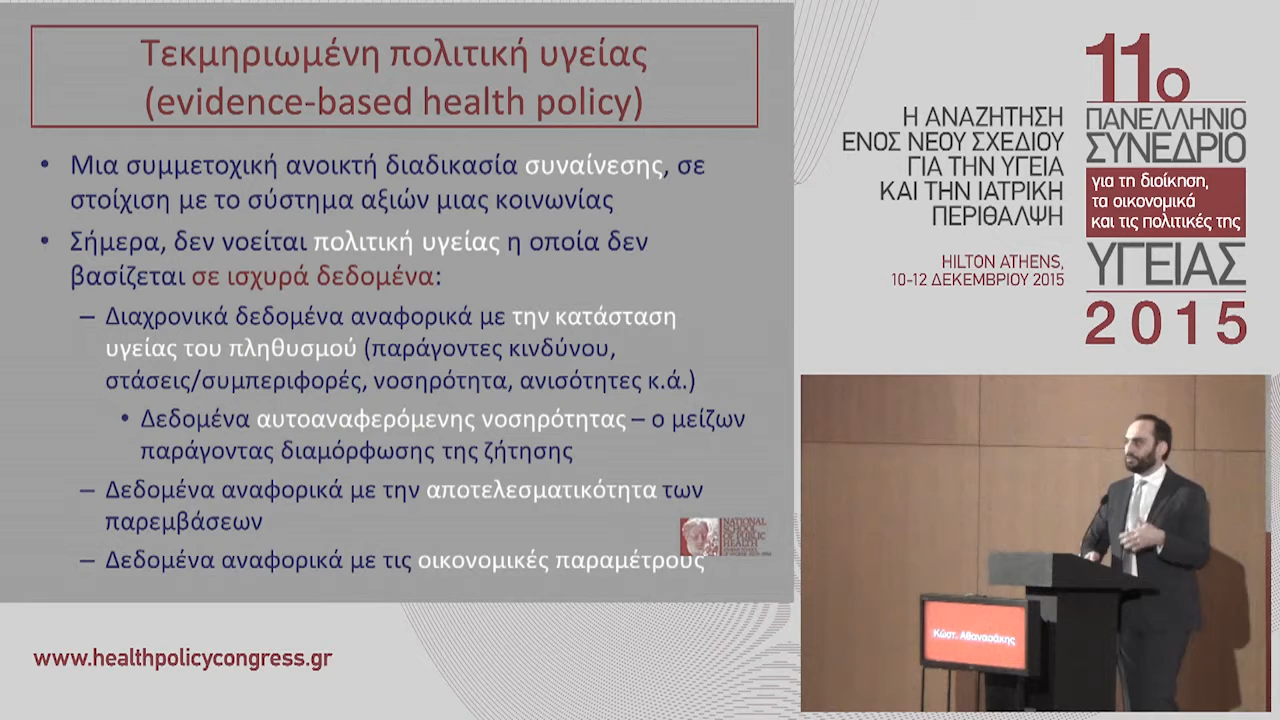 Τεκμηριωμένη πολιτική υγείας
(evidence-based health policy)
• Μια συμμετοχική ανοικτή διαδικασία συναίνεσης, σε
στοίχιση με το σύστημα αξιών μιας κοινωνίας
• Σήμερα, δεν νοείται πολιτική υγείας η οποία δεν
βασίζεται σε ισχυρά δεδομένα:
– Διαχρονικά δεδομένα αναφορικά με την κατάσταση
υγείας του πληθυσμού (παράγοντες κινδύνου,
στάσεις/συμπεριφορές, νοσηρότητα, ανισότητες κ.ά.)
• Δεδομένα αυτοαναφερόμενης νοσηρότητας – ο μείζων
παράγοντας διαμόρφωσης της ζήτησης
– Δεδομένα αναφορικά με την αποτελεσματικότητα των
παρεμβάσεων
– Δεδομένα αναφορικά με τις οικονομικές παραμέτρους
NATIONAL
SCHOOL
OF PUBLIC
HEALTH
www.healthpolicycongress.gr
Η ΑΝΑΖΗΤΗΣΗ
ΕΝΟΣ ΝΕΟΥ ΣΧΕΔΙΟΥ
ΓΙΑ ΤΗΝ ΥΓΕΙΑ
ΚΑΙ ΤΗΝ ΙΑΤΡΙΚΗ
ΠΕΡΙΘΑΛΨΗ
HILTON ATHENS,
10-12 ΔΕΚΕΜΒΡΙΟΥ 2015
11ο
ΠΑΝΕΛΛΗΝΙΟ
ΣΥΝΕΔΡΙΟ
για τη διοίκηση,
τα οικονομικά
και τις πολιτικές της
ΥΓΕΙΑΣ
2015
Κώστ. Αθανασάκης